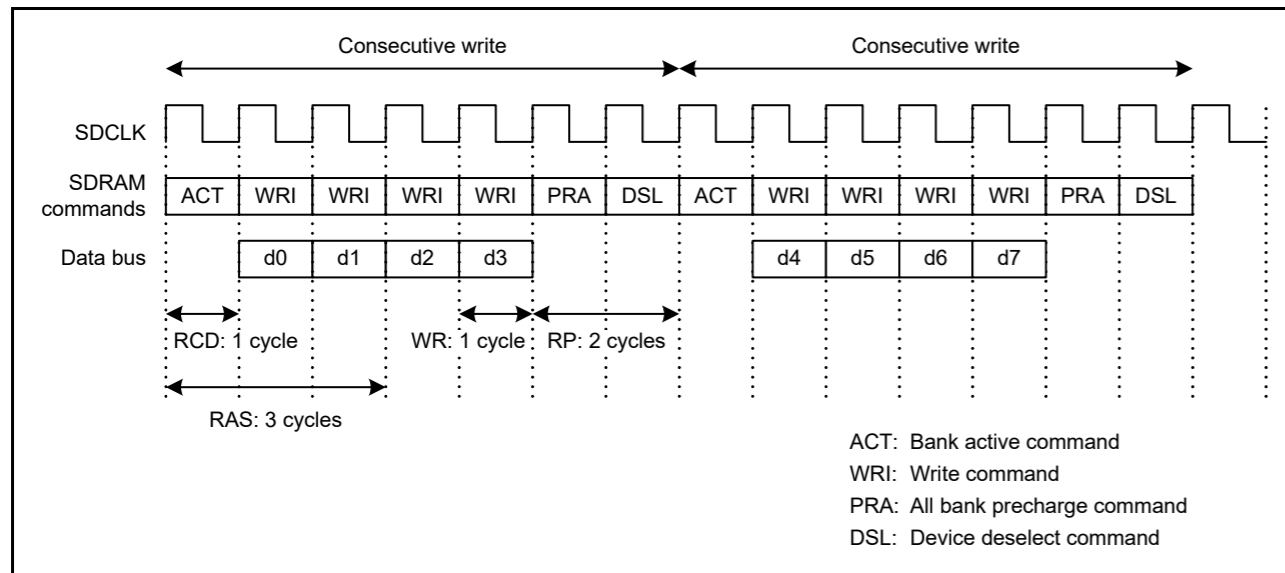 Consecutive write Consecutive write
SDCLK
SDRAM
commands
ACT WRI WRI WRI WRI PRA DSL ACT WRI WRI WRI WRI PRA DSL
Data bus d0 d1 d2 d3 d4 d5 d6 d7
RCD: 1 cycle WR: 1 cycle RP: 2 cycles
RAS: 3 cycles
ACT: Bank active command
WRI: Write command
PRA: All bank precharge command
DSL: Device deselect command